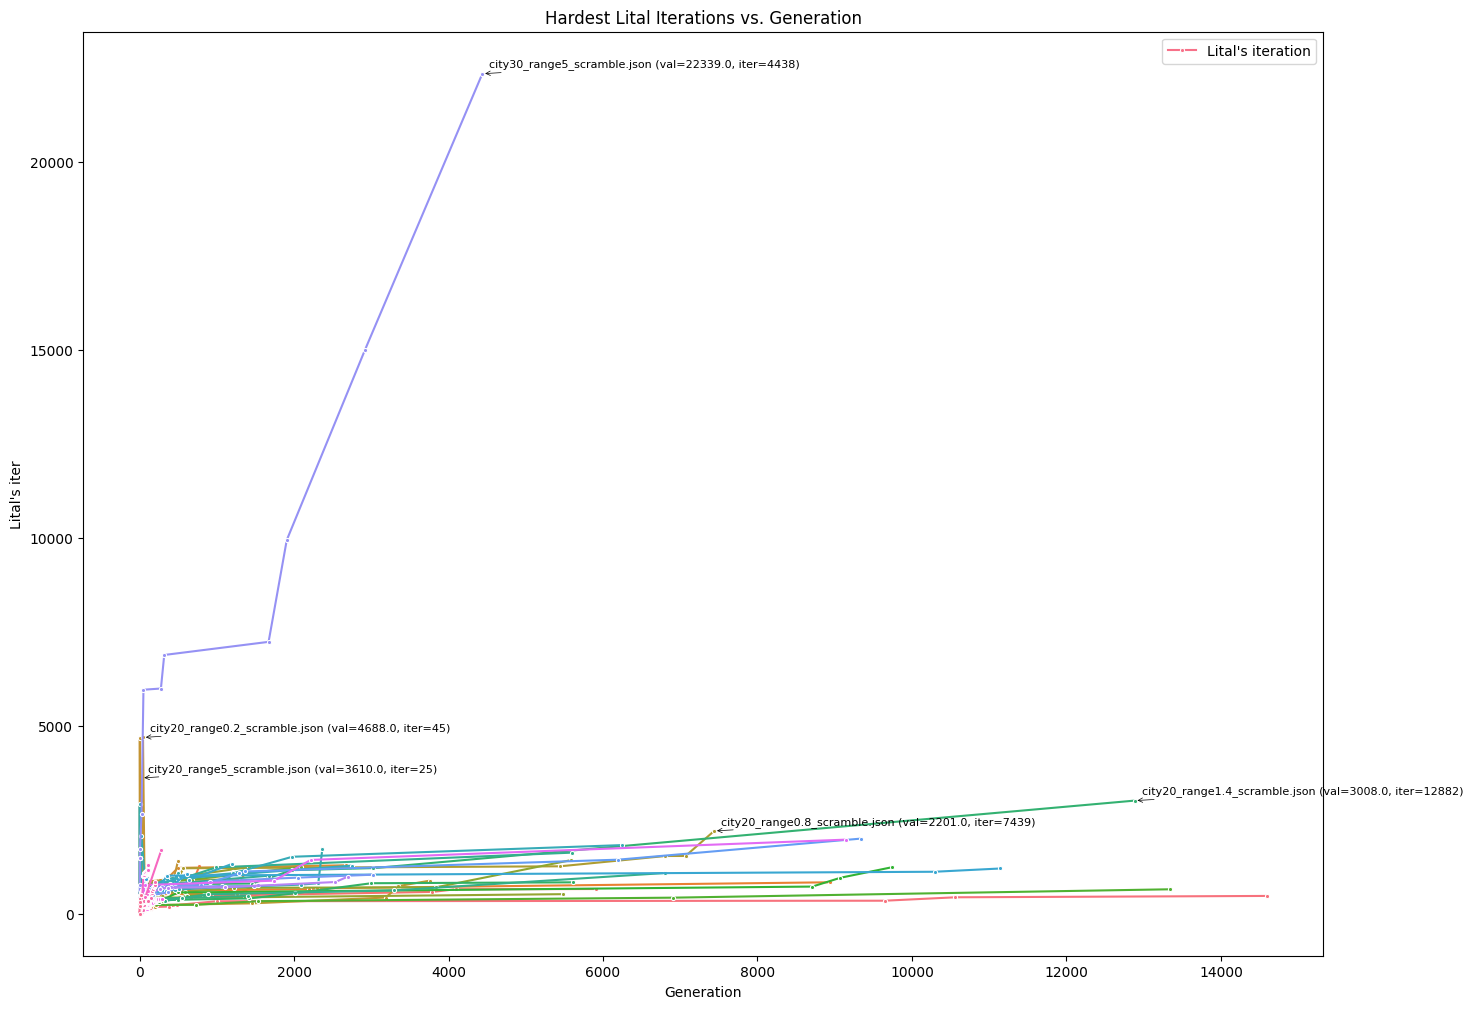 Hardest Lital Iterations vs. Generation
Lital's iteration
city30_range5_scramble.json (val=22339.0, iter=4438)
20000
15000
Lital's iter
10000
5000
0
city20_range0.2_scramble.json (val=4688.0, iter=45)
city20_range5_scramble.json (val=3610.0, iter=25)
city20_range1.4_scramble.json (val=3008.0, iter=12882)
city20_range0.8_scramble.json (val=2201.0, iter=7439)
0 2000 4000 6000 8000 10000 12000 14000
Generation